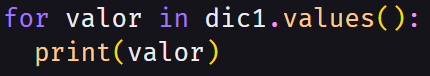 for valor in dic1.values():
  print(valor)